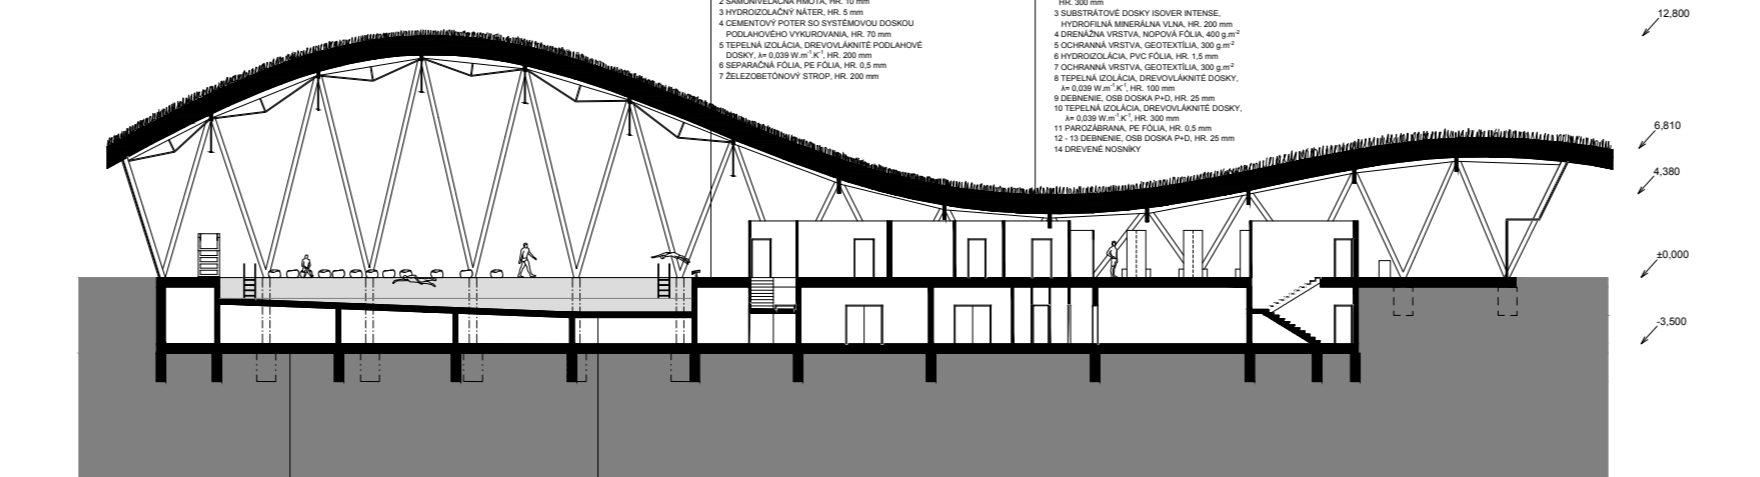 2 SAMONIVELAČNÁ HMOTA, HR. 10 mm
3 HYDROIZOLAČNÝ NÁTER, HR. 5 mm
4 CEMENTOVÝ POTER SO SYSTÉMOVOU DOSKOU
PODLAHOVÉHO VYKUROVANIA, HR. 70 mm
5 TEPELNÁ IZOLÁCIA, DREVOVLÁKNITÉ PODLAHOVÉ
DOSKY, λ= 0,039 W.m⁻¹.K⁻¹, HR. 200 mm
6 SEPARAČNÁ FÓLIA, PE FÓLIA, HR. 0,5 mm
7 ŽELEZOBETÓNOVÝ STROP, HR. 200 mm
HR. 300 mm
3 SUBSTRÁTOVÉ DOSKY ISOVER INTENSE,
HYDROFILNÁ MINERÁLNA VLNA, HR. 200 mm
4 DRENÁŽNA VRSTVA, NOPOVÁ FÓLIA, 400 g.m⁻²
5 OCHRANNÁ VRSTVA, GEOTEXTÍLIA, 300 g.m⁻²
6 HYDROIZOLÁCIA, PVC FÓLIA, HR. 1,5 mm
7 OCHRANNÁ VRSTVA, GEOTEXTÍLIA, 300 g.m⁻²
8 TEPELNÁ IZOLÁCIA, DREVOVLÁKNITÉ DOSKY,
λ= 0,039 W.m⁻¹.K⁻¹, HR. 100 mm
9 DEBNENIE, OSB DOSKA P+D, HR. 25 mm
10 TEPELNÁ IZOLÁCIA, DREVOVLÁKNITÉ DOSKY,
λ= 0,039 W.m⁻¹.K⁻¹, HR. 300 mm
11 PAROZÁBRANA, PE FÓLIA, HR. 0,5 mm
12 - 13 DEBNENIE, OSB DOSKA P+D, HR. 25 mm
14 DREVENÉ NOSNÍKY
12,800
6,810
4,380
±0,000
-3,500